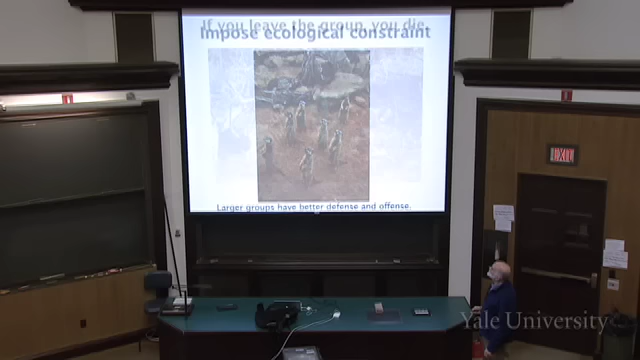 If you leave the group, you die
Impose ecological constraint
Larger groups have better defense and offense.
EXIT
Yale University